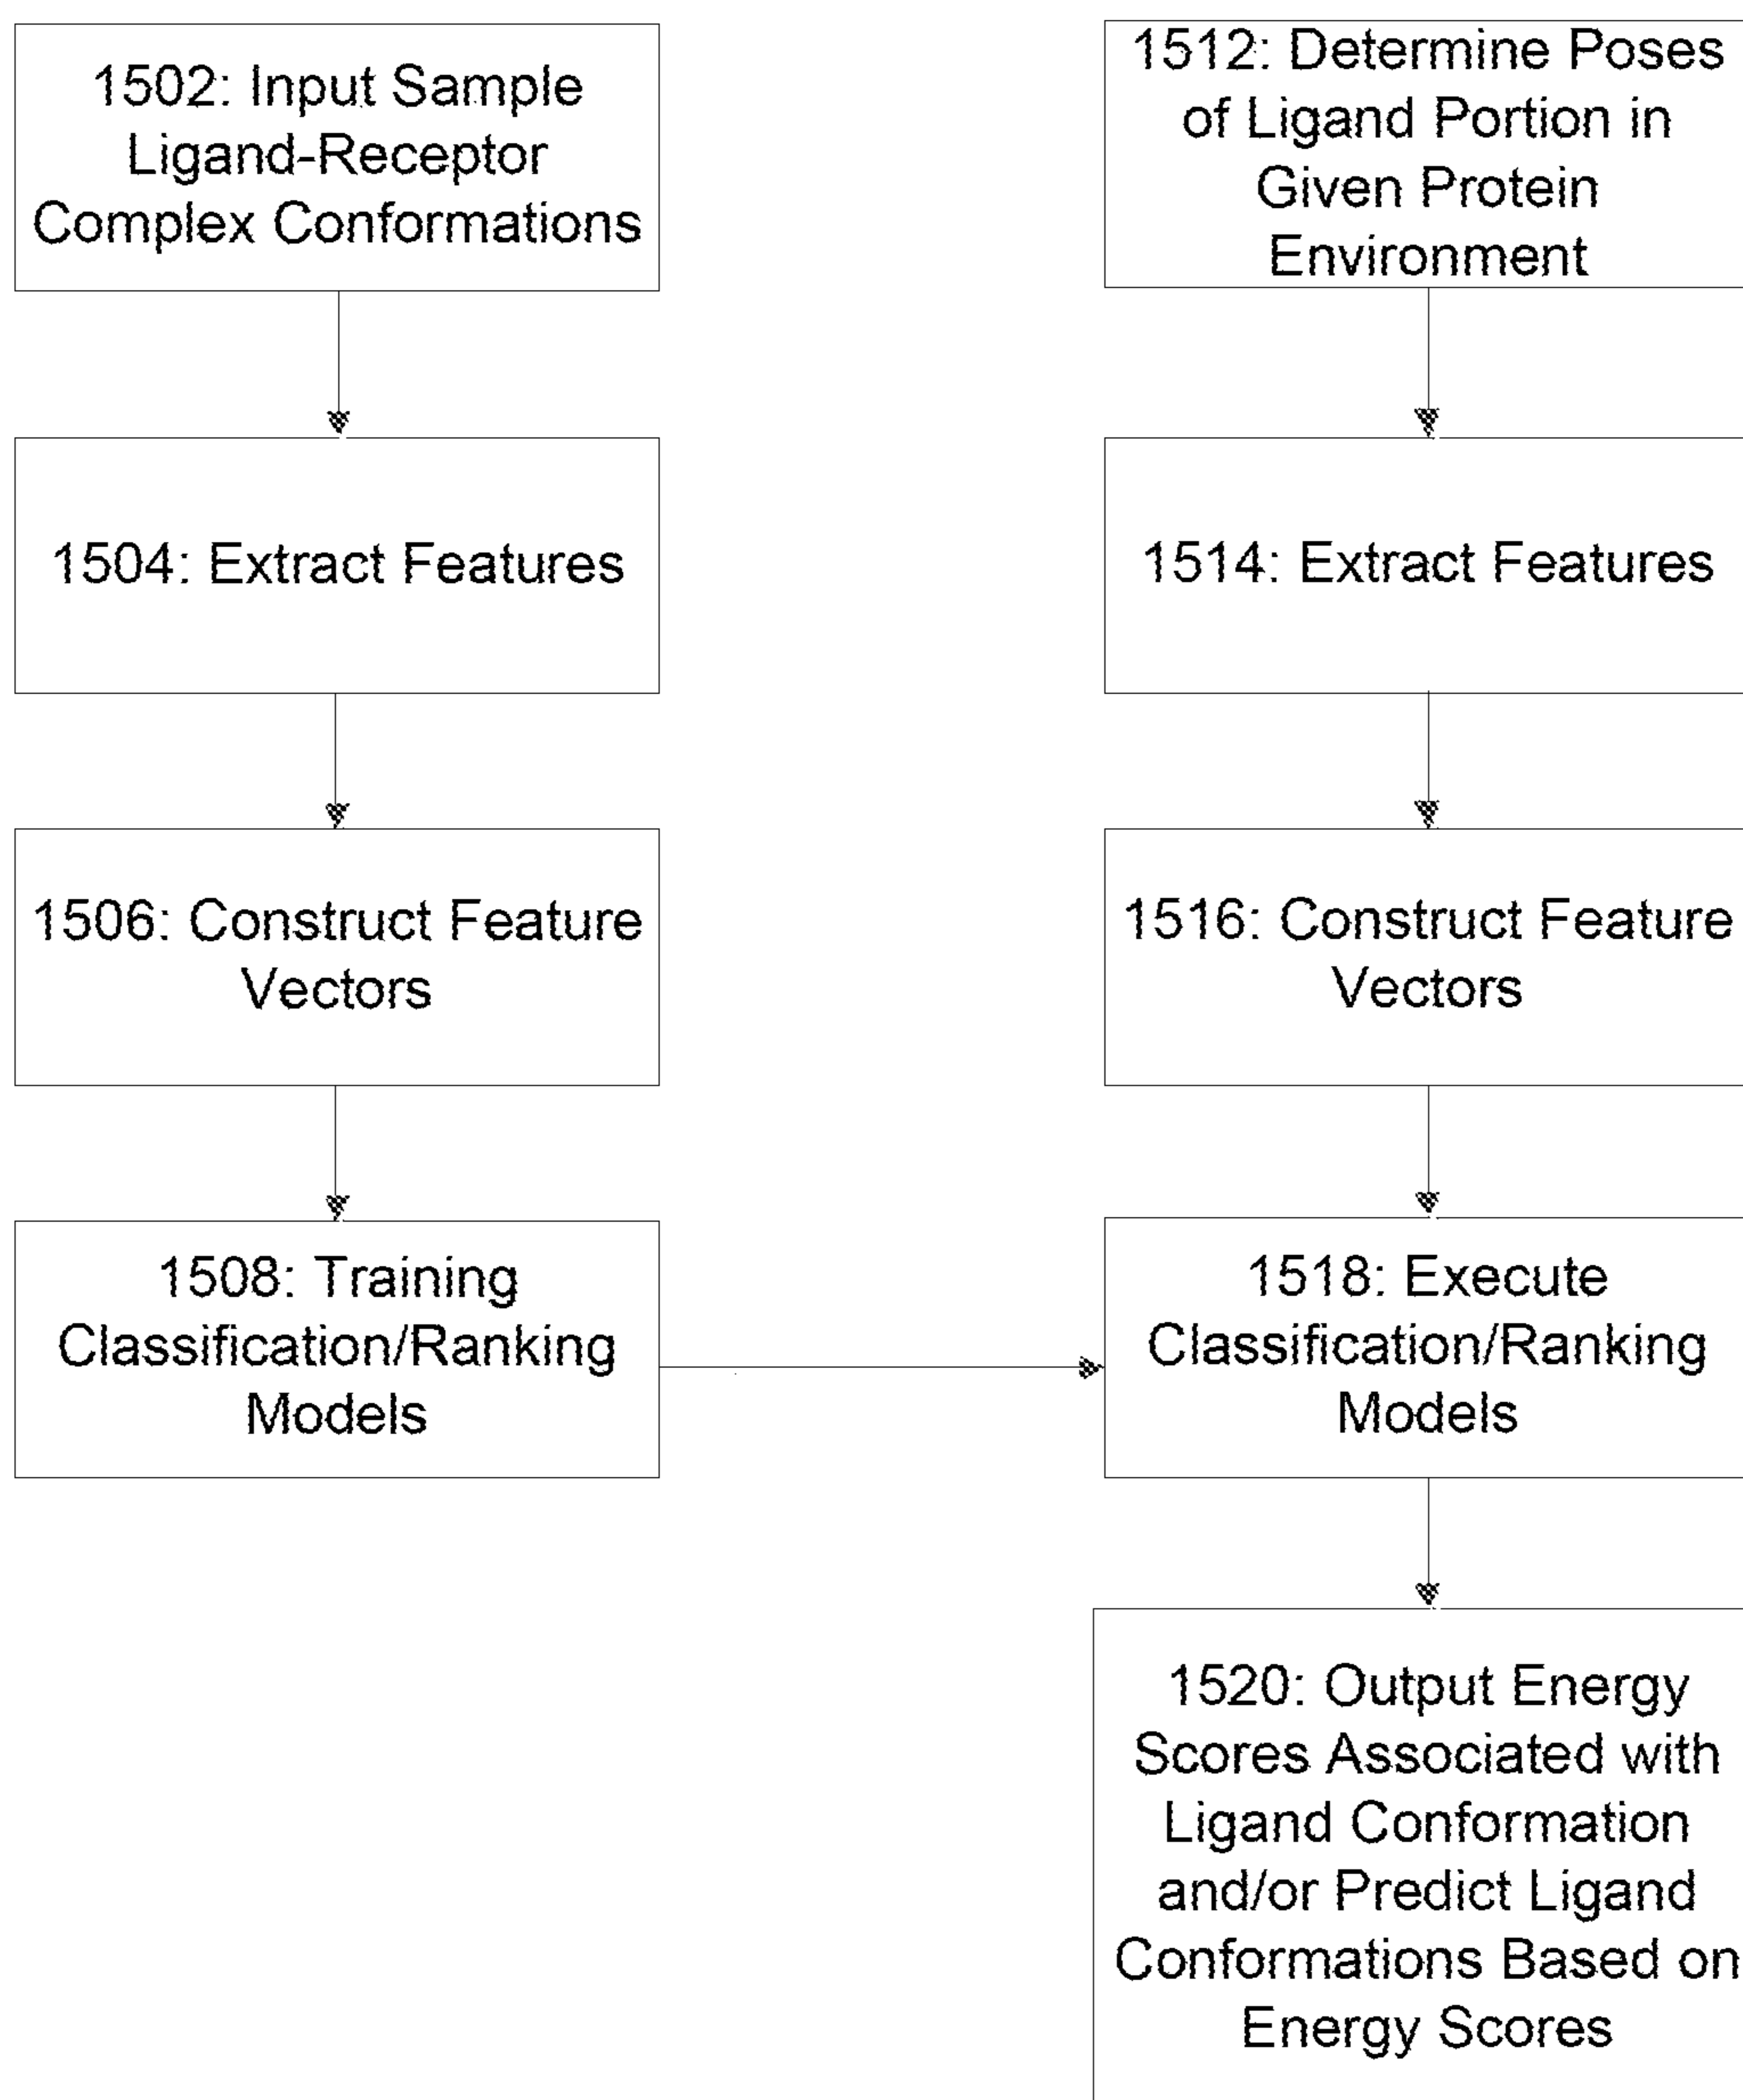 1502: Input Sample
Ligand-Receptor
Complex Conformations
1504: Extract Features
1506: Construct Feature
Vectors
1508: Training
Classification/Ranking
Models
1512: Determine Poses
of Ligand Portion in
Given Protein
Environment
1514: Extract Features
1516: Construct Feature
Vectors
1518: Execute
Classification/Ranking
Models
1520: Output Energy
Scores Associated with
Ligand Conformation
and/or Predict Ligand
Conformations Based on
Energy Scores